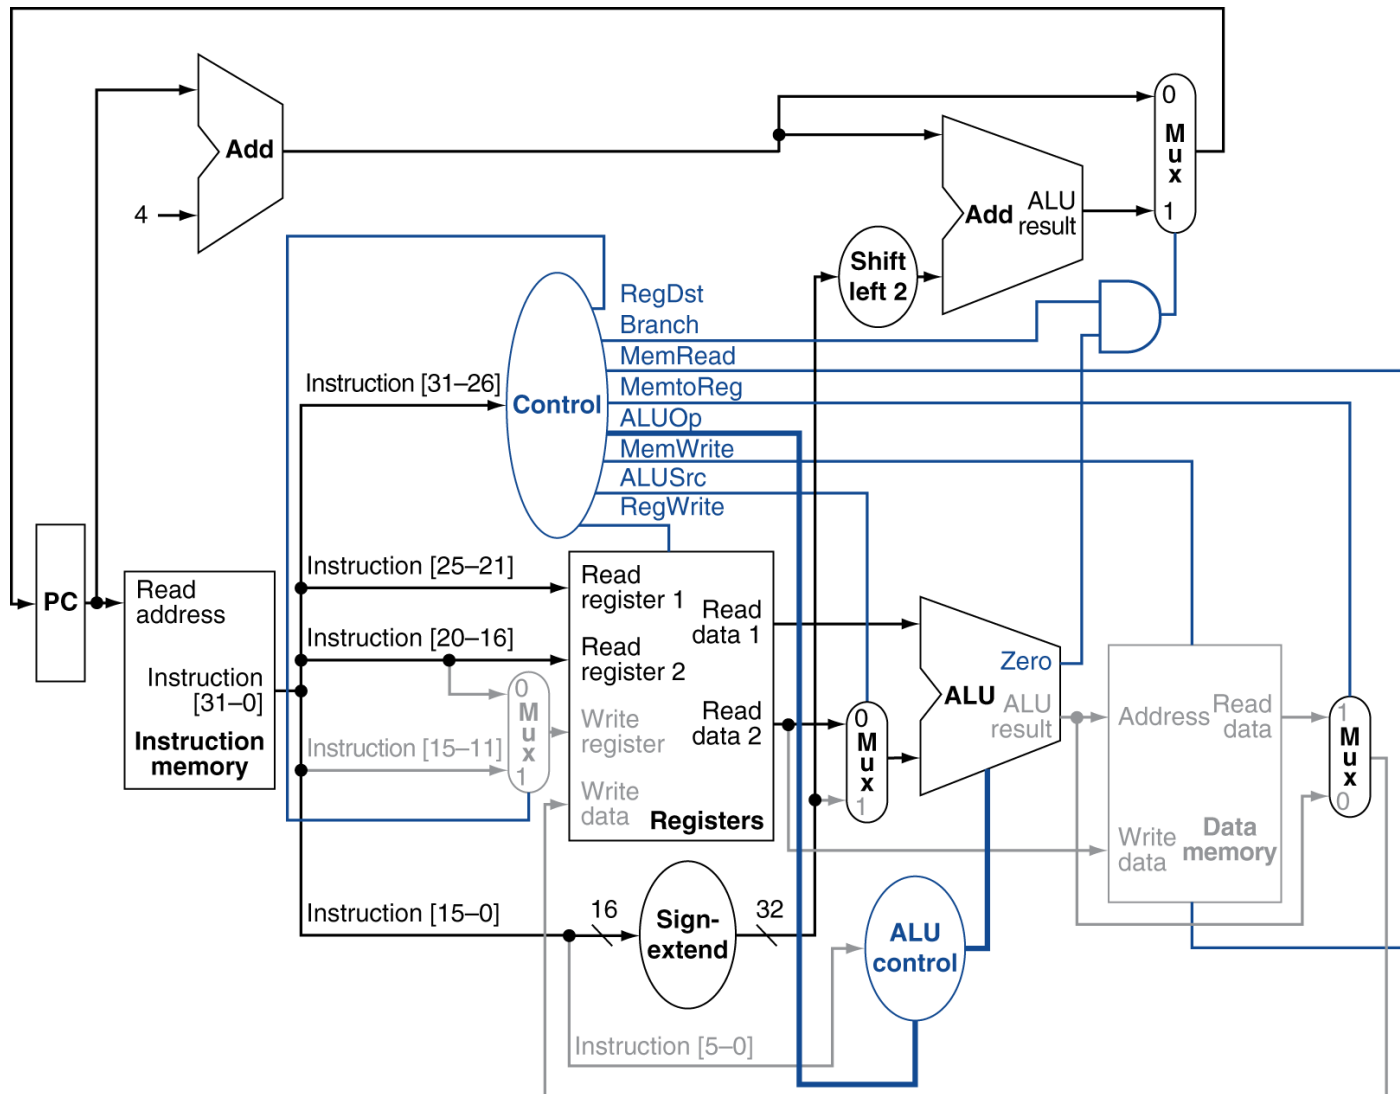 0
M
u
x
1
Add
4
Add
ALU
result
Shift
left 2
RegDst
Branch
MemRead
MemtoReg
ALUOp
MemWrite
ALUSrc
RegWrite
Instruction [31–26]
Control
PC
Read
address
Instruction
[31–0]
Instruction
memory
Instruction [25–21]
Instruction [20–16]
Instruction [15–11]
0
M
u
x
1
Read
register 1
Read
register 2
Write
register
Write
data
Read
data 1
Read
data 2
Registers
0
M
u
x
1
Zero
ALU
ALU
result
Address
Read
data
Write
data
Data
memory
1
M
u
x
0
Instruction [15–0]
16
Sign-
extend
32
ALU
control
Instruction [5–0]